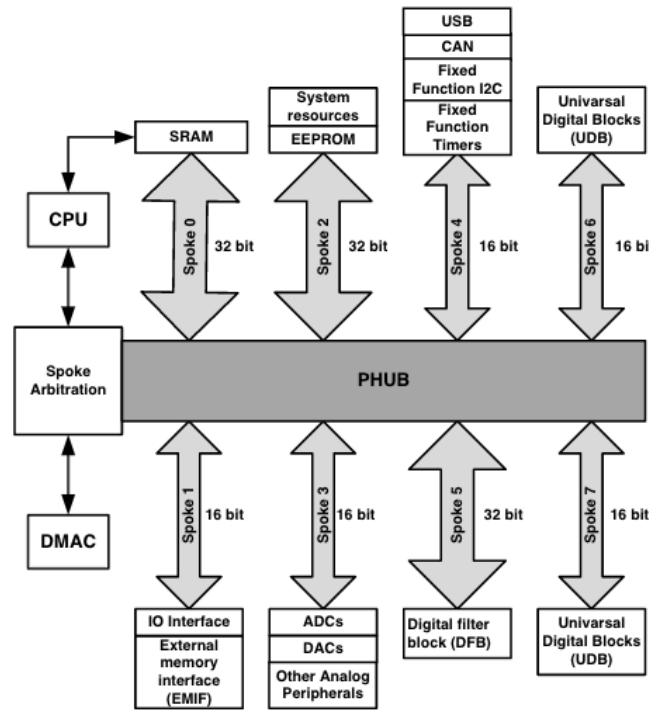 USB
CAN
Fixed
Function I2C
Fixed
Function
Timers
System
resources
EEPROM
Univarsal
Digital Blocks
(UDB)
SRAM
CPU
Spoke 0
32 bit
Spoke 2
32 bit
Spoke 4
16 bit
Spoke 6
16 bi
Spoke
Arbitration
PHUB
DMAC
Spoke 1
16 bit
Spoke 3
16 bit
Spoke 5
32 bit
Spoke 7
16 bit
IO Interface
External
memory
interface
(EMIF)
ADCs
DACs
Other Analog
Peripherals
Digital filter
block (DFB)
Univarsal
Digital Blocks
(UDB)